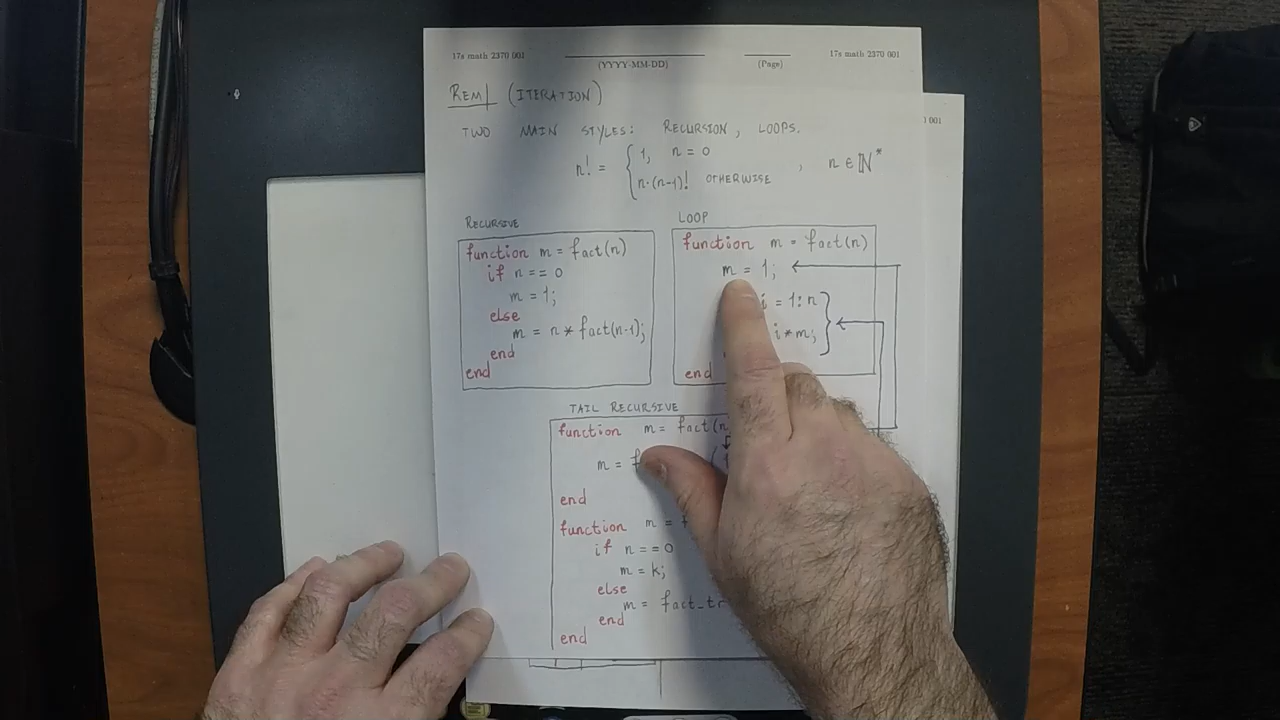 17s math 2370 001
(YYYY-MM-DD)
(Page)
17s math 2370 001
001
REM (ITERATION)
TWO MAIN STYLES: RECURSION, LOOPS.
n! = { 1, n = 0
n·(n-1)! OTHERWISE , n ∈ ℕ*
RECURSIVE
function m = fact(n)
if n == 0
m = 1;
else
m = n * fact(n-1);
end
end
LOOP
function m = fact(n)
m = 1;
i = 1:n
i * m;
end
TAIL RECURSIVE
function m = fact(n
m = f
end
function m =
if n == 0
m = k;
else
m = fact_tr
end
end